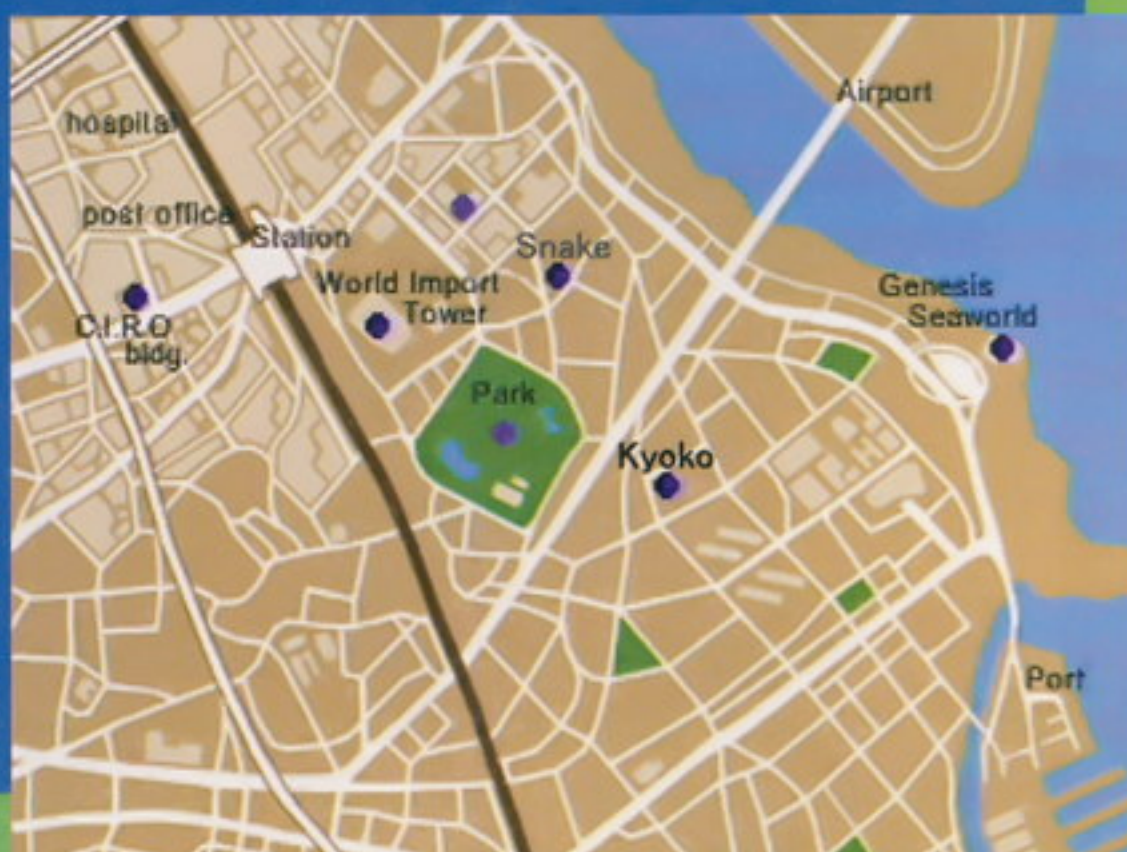 Airport
hospital
post office
Station
Snake
World Import
Tower
Genesis
Seaworld
C.I.R.O
bldg.
Park
Kyoko
Port